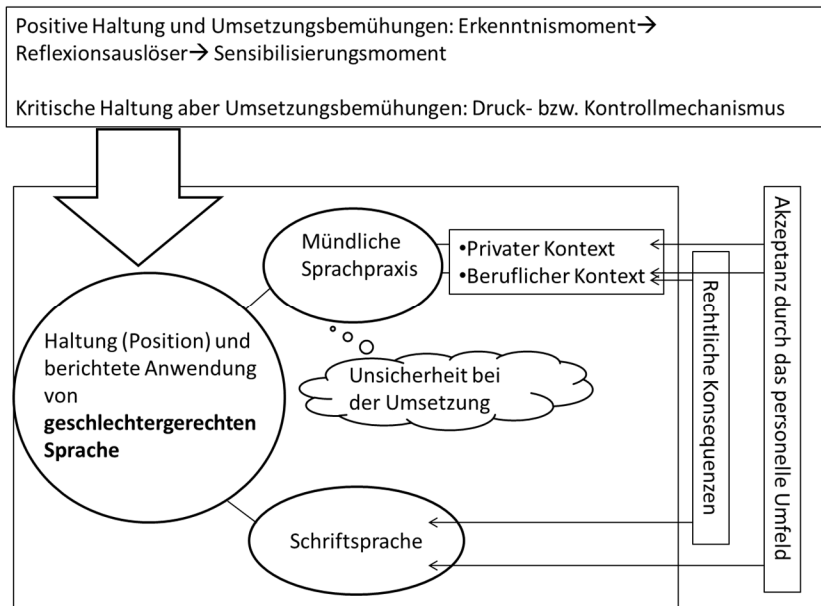 Positive Haltung und Umsetzungsbemühungen: Erkenntnismoment→
Reflexionsauslöser→ Sensibilisierungsmoment
Kritische Haltung aber Umsetzungsbemühungen: Druck- bzw. Kontrollmechanismus
Mündliche
Sprachpraxis
•Privater Kontext
•Beruflicher Kontext
Haltung (Position) und
berichtete Anwendung
von
geschlechtergerechten
Sprache
Unsicherheit bei
der Umsetzung
Schriftsprache
Rechtliche Konsequenzen
Akzeptanz durch das personelle Umfeld